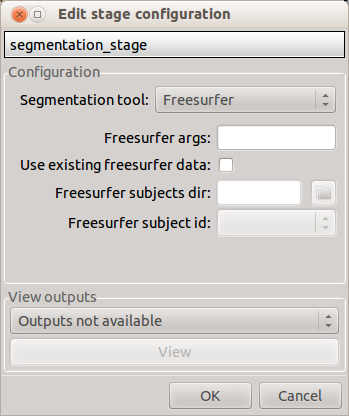 Edit stage configuration
segmentation_stage
Configuration
Segmentation tool: Freesurfer
Freesurfer args:
Use existing freesurfer data:
Freesurfer subjects dir:
Freesurfer subject id:
View outputs
Outputs not available
View
OK Cancel